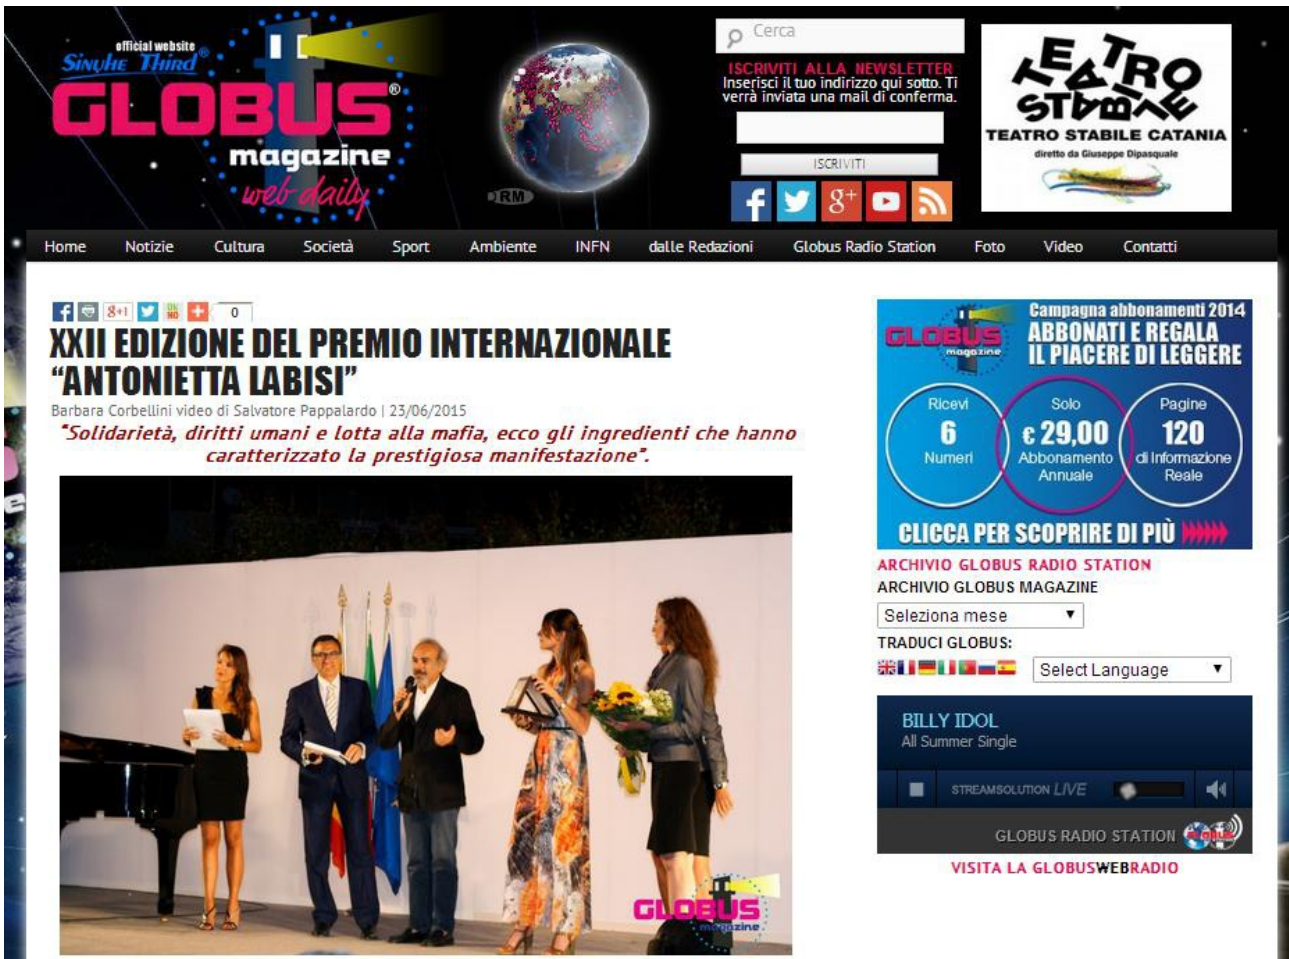 official website
Sinuhe Third®
GLOBUS®
magazine
web daily
RM
Cerca
ISCRIVITI ALLA NEWSLETTER
Inserisci il tuo indirizzo qui sotto. Ti
verrà inviata una mail di conferma.
ISCRIVITI
TEATRO
STABILE
TEATRO STABILE CATANIA
diretto da Giuseppe Dipasquale
Home Notizie Cultura Società Sport Ambiente INFN dalle Redazioni Globus Radio Station Foto Video Contatti
8+1 OK NO 0
XXII EDIZIONE DEL PREMIO INTERNAZIONALE
“ANTONIETTA LABISI”
Barbara Corbellini video di Salvatore Pappalardo | 23/06/2015
“Solidarietà, diritti umani e lotta alla mafia, ecco gli ingredienti che hanno
caratterizzato la prestigiosa manifestazione”.
GLOBUS
magazine
GLOBUS
magazine
Campagna abbonamenti 2014
ABBONATI E REGALA
IL PIACERE DI LEGGERE
Ricevi
6
Numeri
Solo
€ 29,00
Abbonamento
Annuale
Pagine
120
di Informazione
Reale
CLICCA PER SCOPRIRE DI PIÙ
ARCHIVIO GLOBUS RADIO STATION
ARCHIVIO GLOBUS MAGAZINE
Seleziona mese
TRADUCI GLOBUS:
Select Language
BILLY IDOL
All Summer Single
STREAMSOLUTION LIVE
GLOBUS RADIO STATION GLOBUS
VISITA LA GLOBUSWEBRADIO